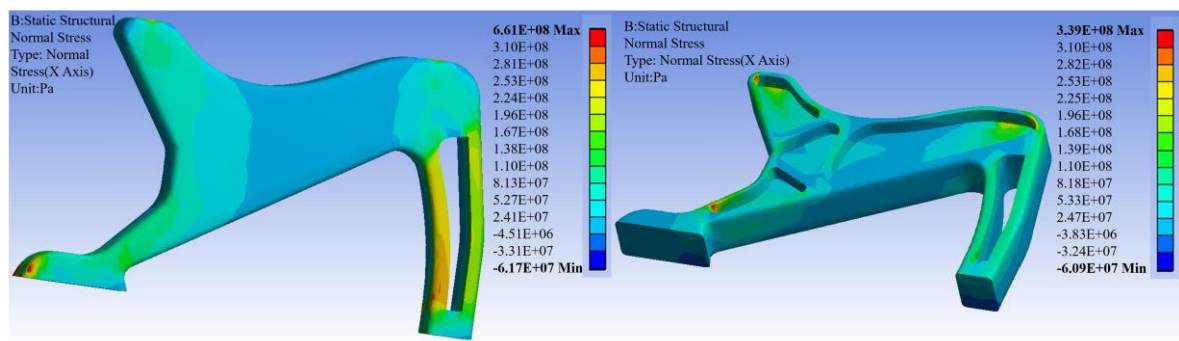 B:Static Structural
Normal Stress
Type: Normal
Stress(X Axis)
Unit:Pa
6.61E+08 Max
3.10E+08
2.81E+08
2.53E+08
2.24E+08
1.96E+08
1.67E+08
1.38E+08
1.10E+08
8.13E+07
5.27E+07
2.41E+07
-4.51E+06
-3.31E+07
-6.17E+07 Min
B:Static Structural
Normal Stress
Type: Normal Stress(X Axis)
Unit:Pa
3.39E+08 Max
3.10E+08
2.82E+08
2.53E+08
2.25E+08
1.96E+08
1.68E+08
1.39E+08
1.10E+08
8.18E+07
5.33E+07
2.47E+07
-3.83E+06
-3.24E+07
-6.09E+07 Min